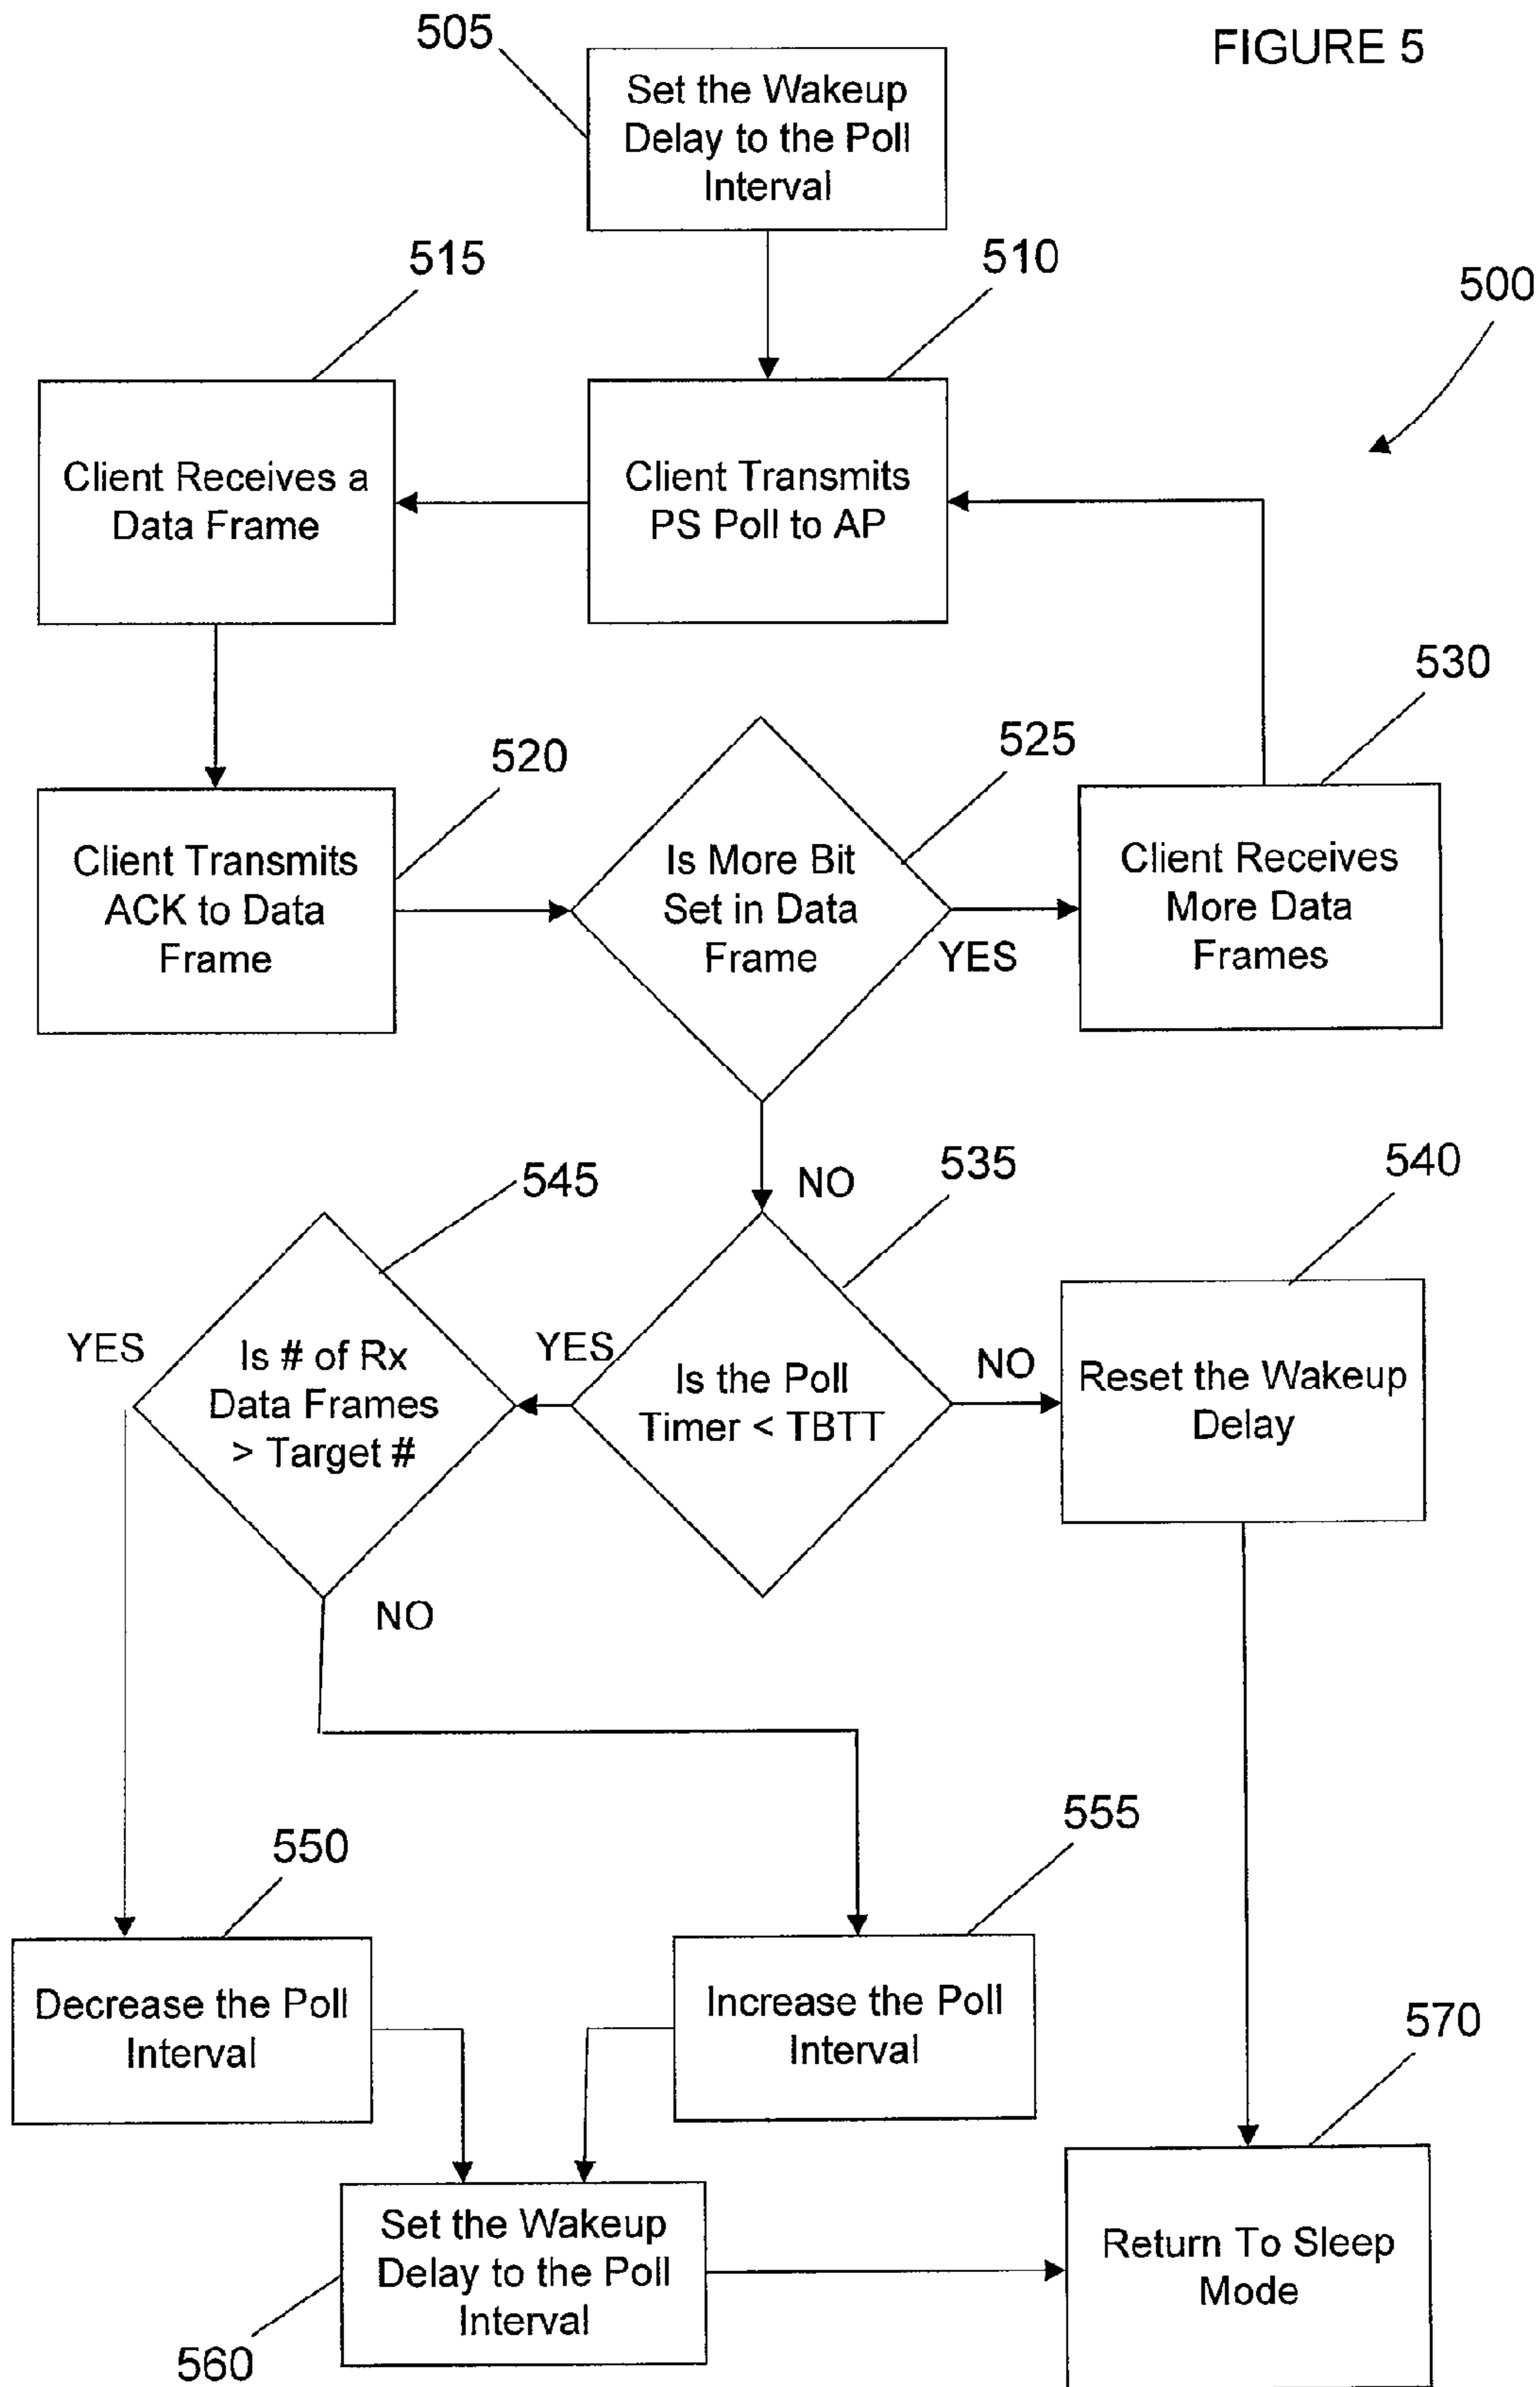 FIGURE 5
505
Set the Wakeup
Delay to the Poll
Interval
515
510
500
Client Receives a
Data Frame
Client Transmits
PS Poll to AP
530
520
525
Client Transmits
ACK to Data
Frame
Is More Bit
Set in Data
Frame
YES
Client Receives
More Data
Frames
NO
545
535
540
YES
Is # of Rx
Data Frames
> Target #
YES
Is the Poll
Timer < TBTT
NO
Reset the Wakeup
Delay
NO
550
555
Decrease the Poll
Interval
Increase the Poll
Interval
570
Set the Wakeup
Delay to the Poll
Interval
560
Return To Sleep
Mode